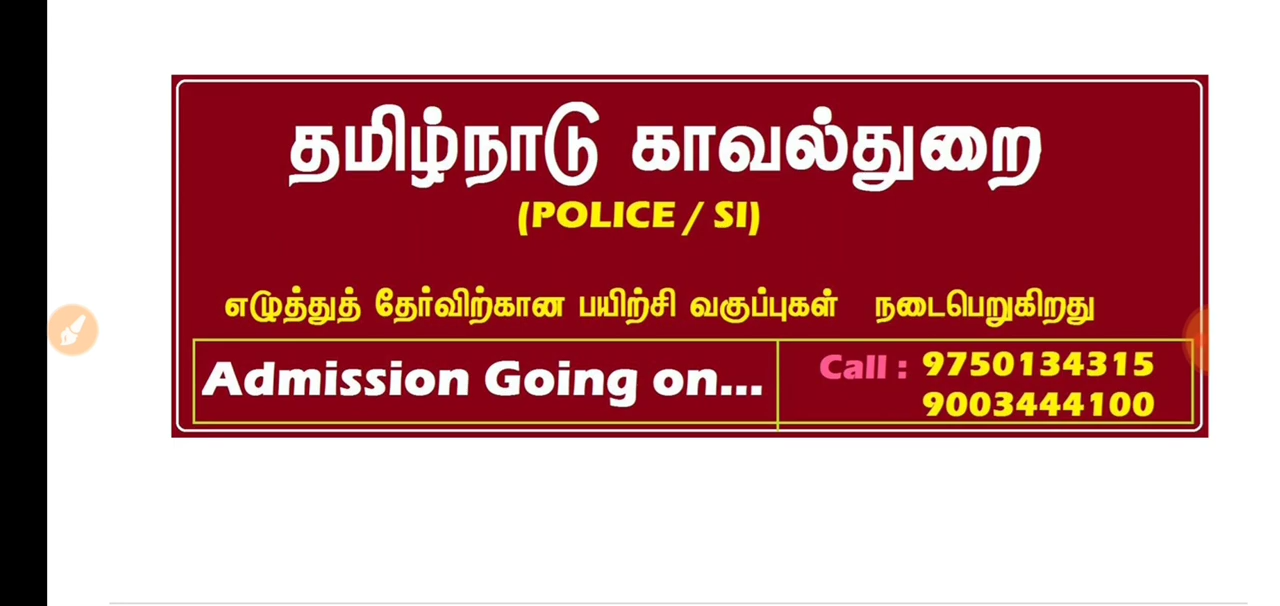 தமிழ்நாடு காவல்துறை
(POLICE / SI)
எழுத்துத் தேர்விற்கான பயிற்சி வகுப்புகள் நடைபெறுகிறது
Admission Going on...
Call : 9750134315
9003444100